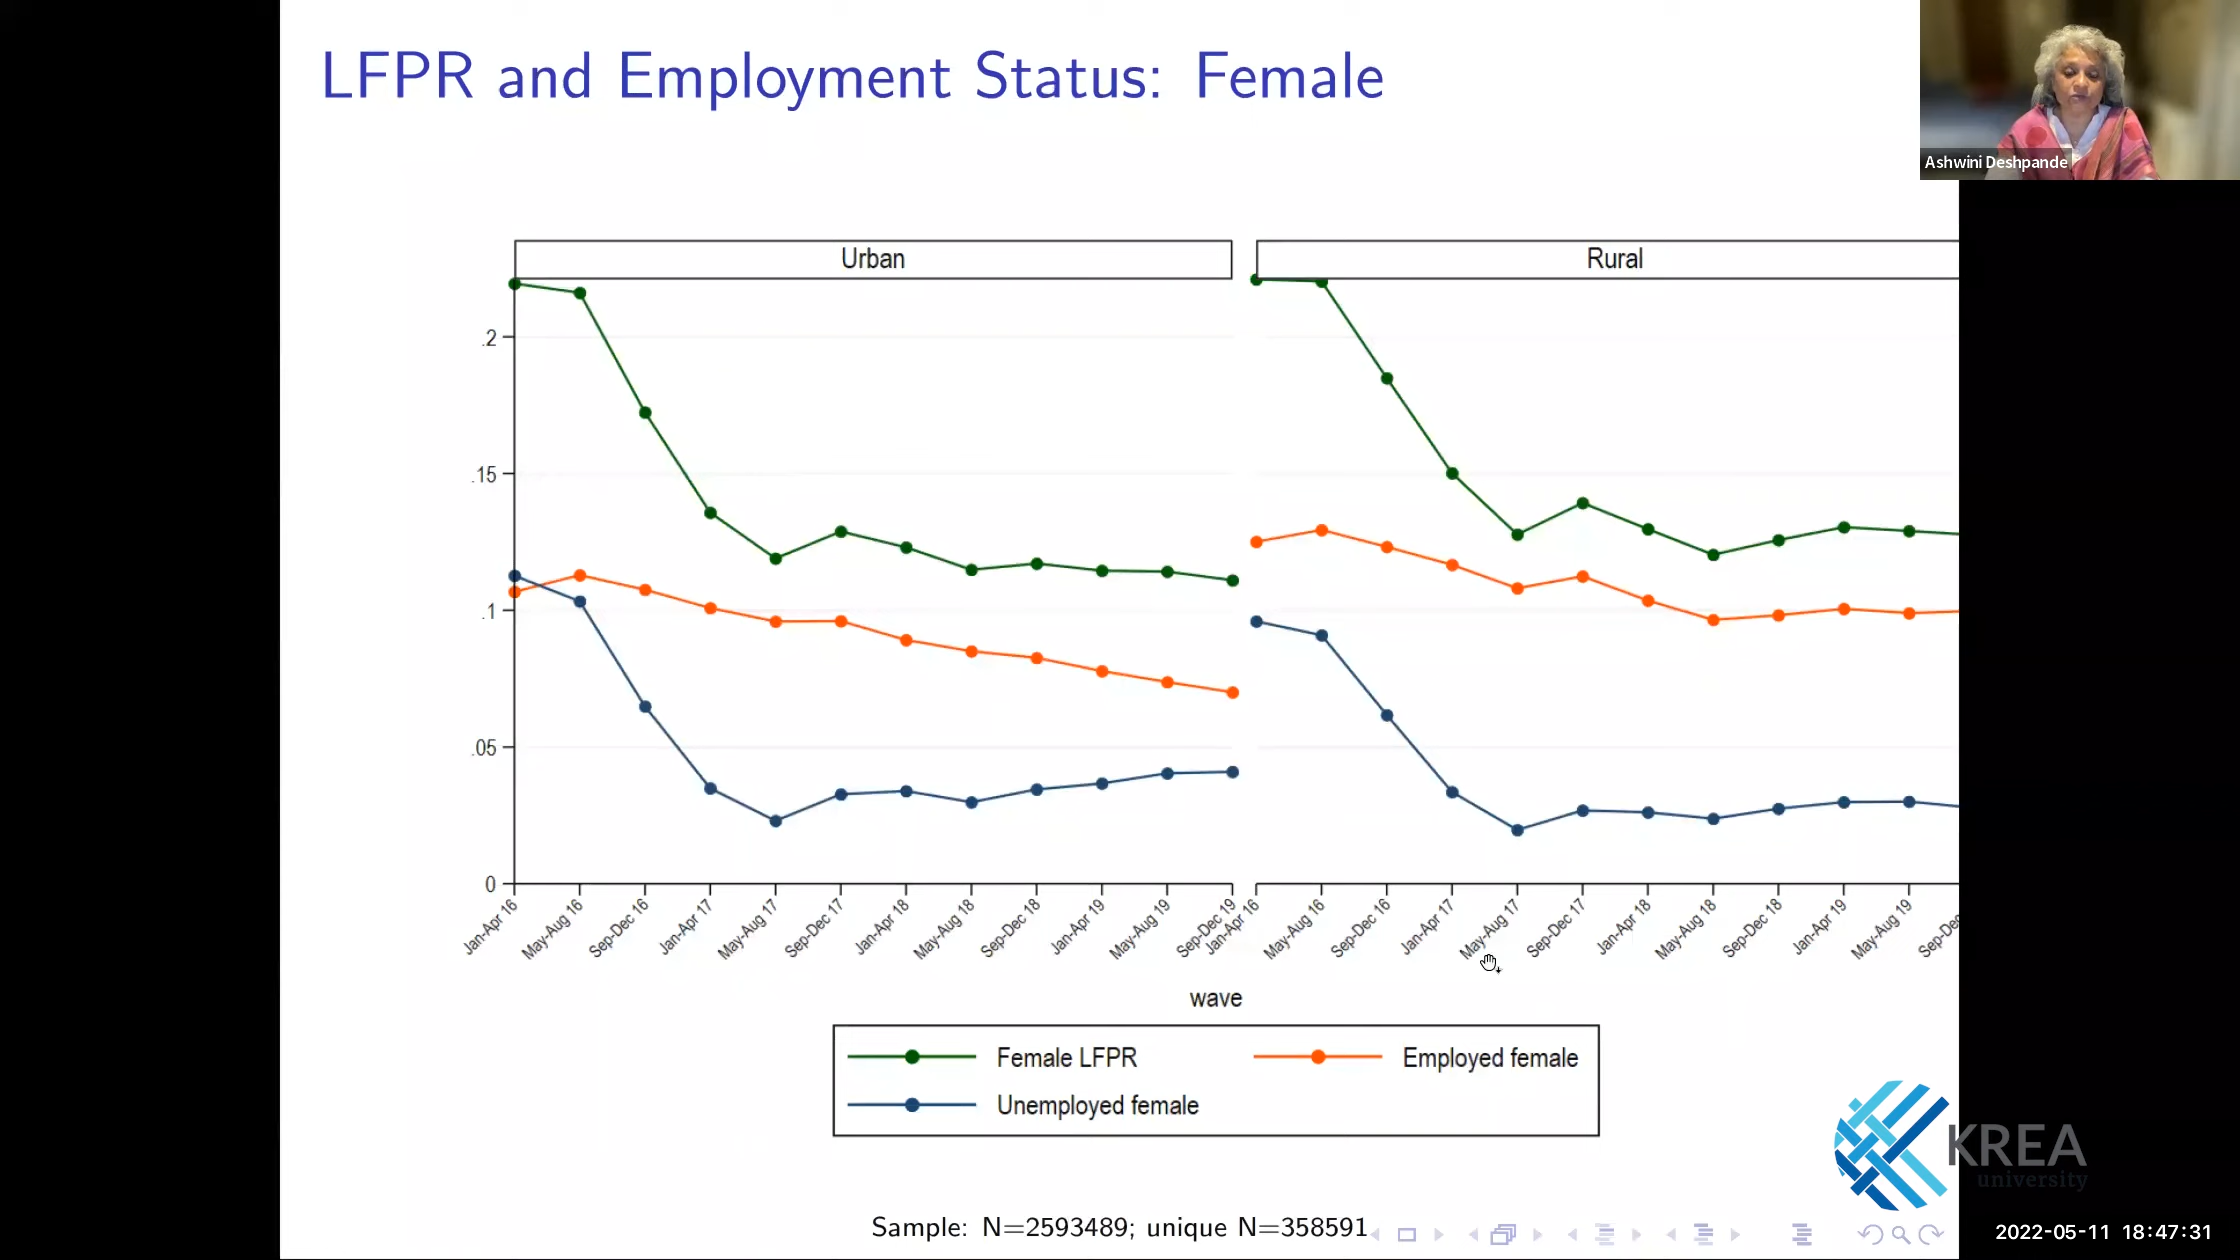 LFPR and Employment Status: Female
Ashwini Deshpande
Urban
Rural
.2
.15
.1
.05
0
Jan-Apr 16
May-Aug 16
Sep-Dec 16
Jan-Apr 17
May-Aug 17
Sep-Dec 17
Jan-Apr 18
May-Aug 18
Sep-Dec 18
Jan-Apr 19
May-Aug 19
Sep-Dec 19
Jan-Apr 16
May-Aug 16
Sep-Dec 16
Jan-Apr 17
May-Aug 17
Sep-Dec 17
Jan-Apr 18
May-Aug 18
Sep-Dec 18
Jan-Apr 19
May-Aug 19
Sep-Dec
wave
Female LFPR
Employed female
Unemployed female
KREA
university
Sample: N=2593489; unique N=358591
2022-05-11 18:47:31